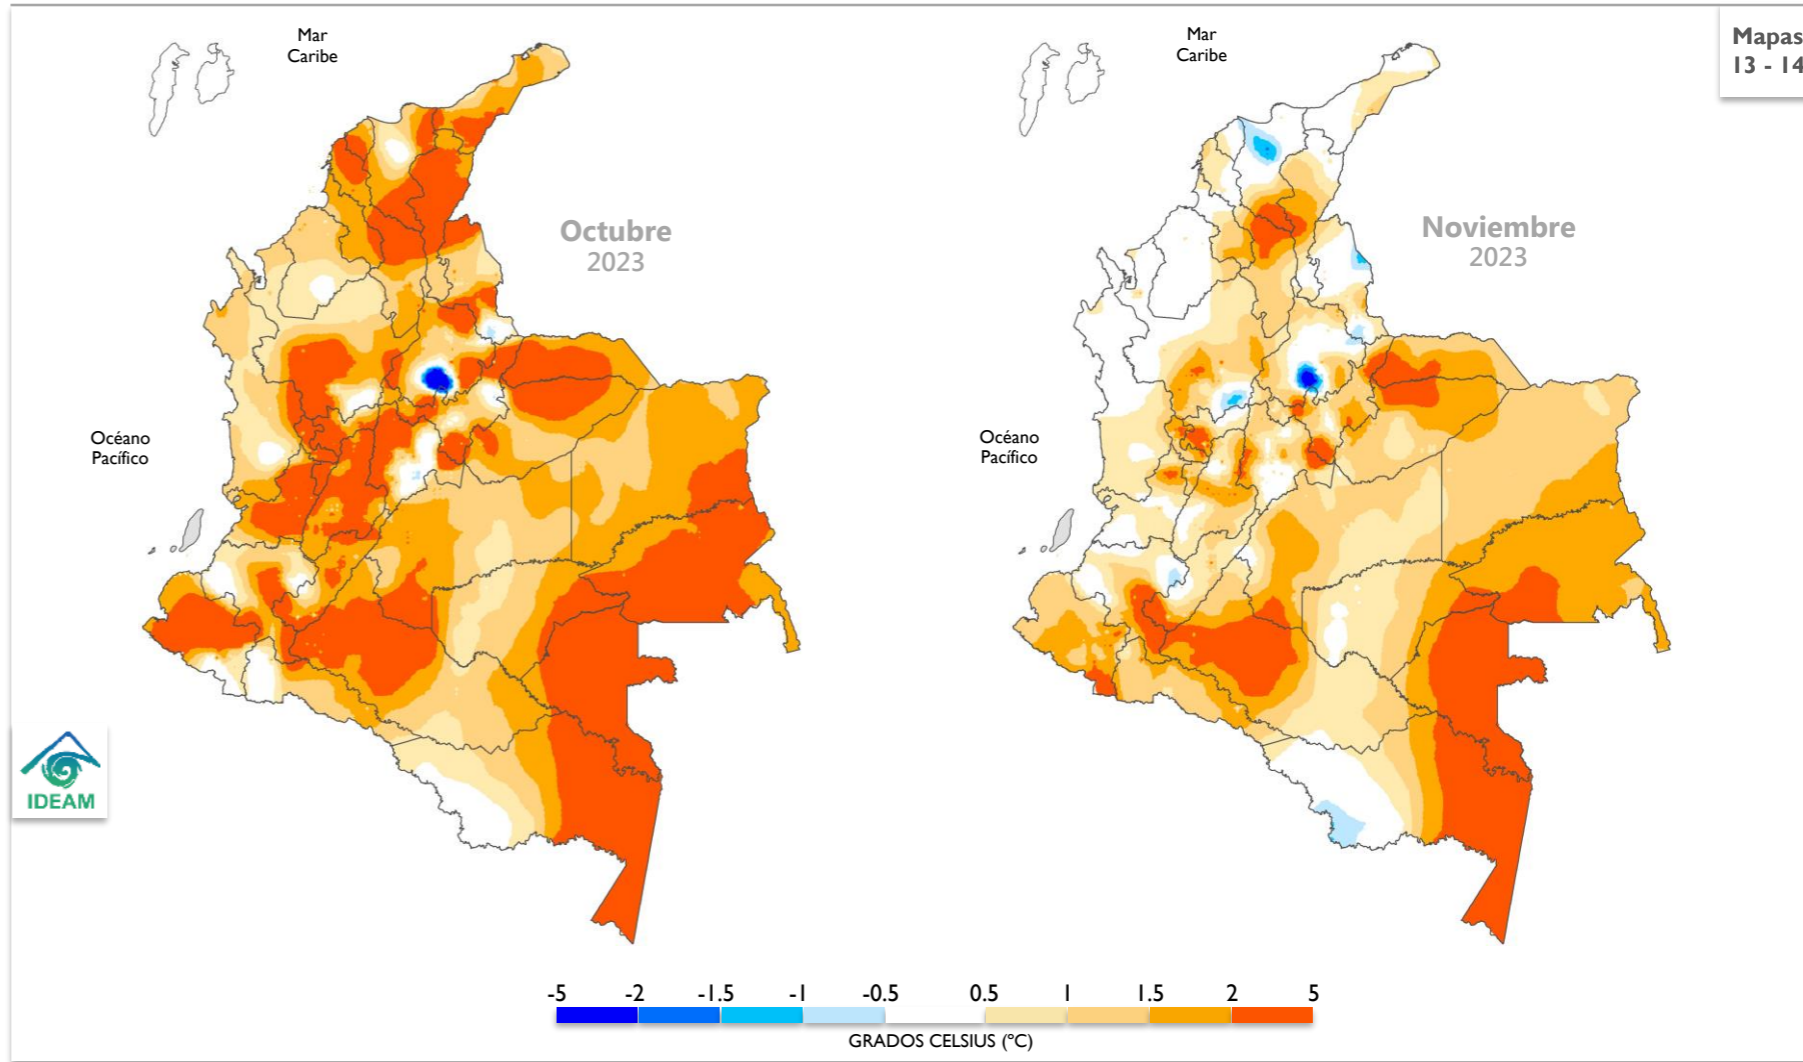 Mar
Caribe
Mar
Caribe
Mapas
13 - 14
Octubre
2023
Noviembre
2023
Océano
Pacífico
Océano
Pacífico
IDEAM
-5 -2 -1.5 -1 -0.5 0.5 1 1.5 2 5
GRADOS CELSIUS (ºC)